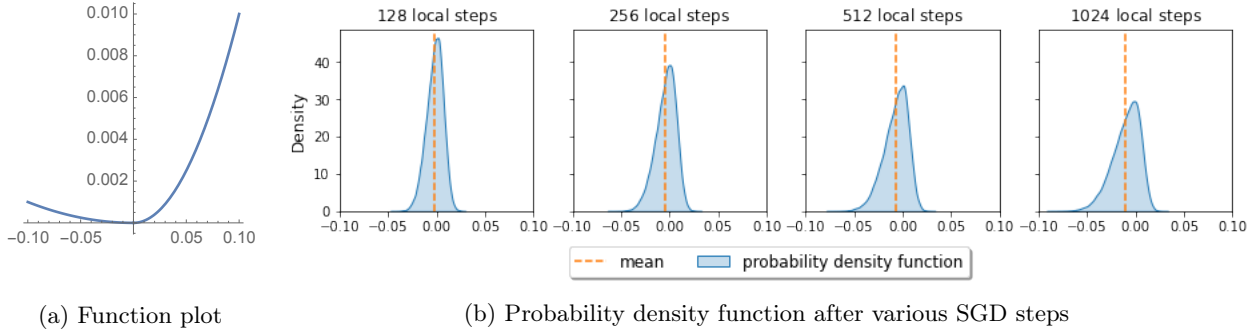 0.010
0.008
0.006
0.004
0.002
−0.10 −0.05 0.05 0.10
128 local steps 256 local steps 512 local steps 1024 local steps
Density
40
30
20
10
0
−0.10 −0.05 0.00 0.05 0.10
−0.10 −0.05 0.00 0.05 0.10
−0.10 −0.05 0.00 0.05 0.10
−0.10 −0.05 0.00 0.05 0.10
mean probability density function
(a) Function plot
(b) Probability density function after various SGD steps